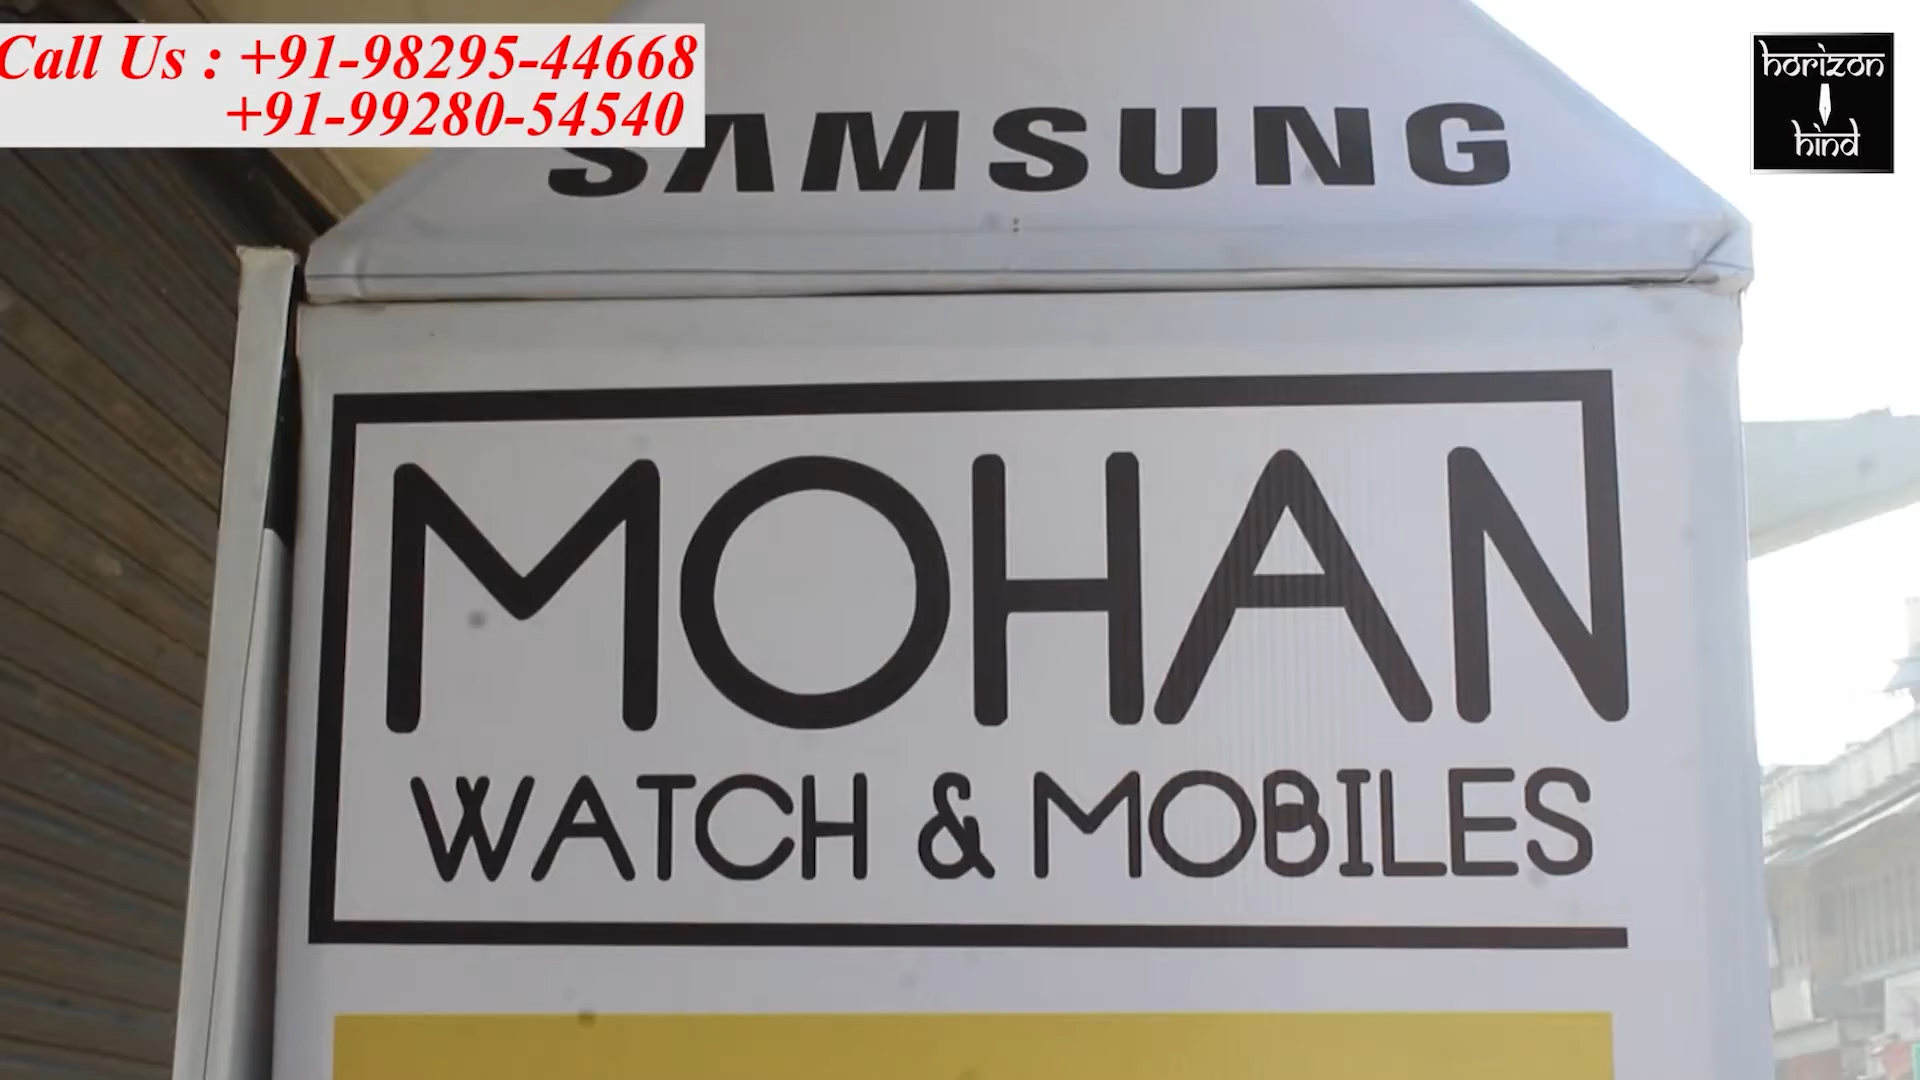 Call Us : +91-98295-44668
+91-99280-54540
horizon
hind
SAMSUNG
MOHAN
WATCH & MOBILES